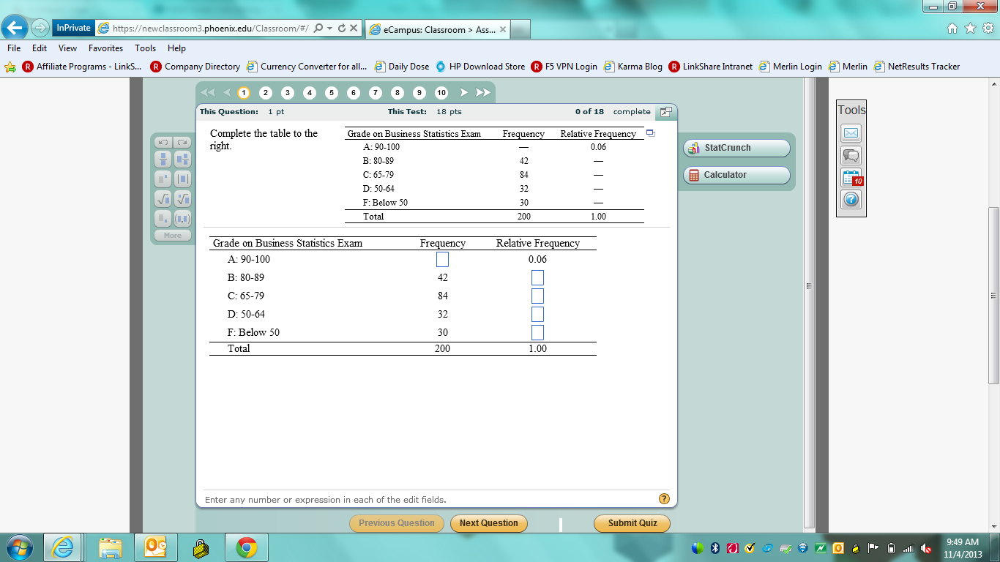 InPrivate https://newclassroom3.phoenix.edu/Classroom/#/ eCampus: Classroom > Ass...
File Edit View Favorites Tools Help
Affiliate Programs - LinkS... Company Directory Currency Converter for all... Daily Dose HP Download Store F5 VPN Login Karma Blog LinkShare Intranet Merlin Login Merlin NetResults Tracker
1 2 3 4 5 6 7 8 9 10
This Question: 1 pt This Test: 18 pts 0 of 18 complete
Tools
Complete the table to the
right.
Grade on Business Statistics Exam Frequency Relative Frequency
A: 90-100 — 0.06
B: 80-89 42 —
C: 65-79 84 —
D: 50-64 32 —
F: Below 50 30 —
Total 200 1.00
StatCrunch
Calculator
10
More
Grade on Business Statistics Exam Frequency Relative Frequency
A: 90-100 0.06
B: 80-89 42
C: 65-79 84
D: 50-64 32
F: Below 50 30
Total 200 1.00
Enter any number or expression in each of the edit fields. ?
Previous Question Next Question Submit Quiz
9:49 AM
11/4/2013